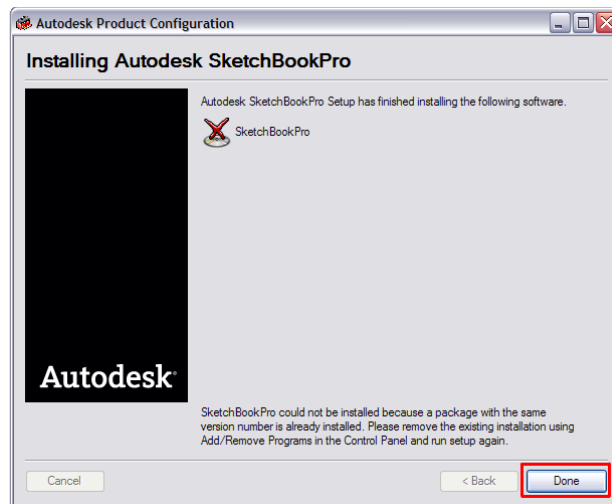 Autodesk Product Configuration
Installing Autodesk SketchBookPro
Autodesk SketchBookPro Setup has finished installing the following software.
SketchBookPro
Autodesk
SketchBookPro could not be installed because a package with the same
version number is already installed. Please remove the existing installation using
Add/Remove Programs in the Control Panel and run setup again.
Cancel
< Back
Done